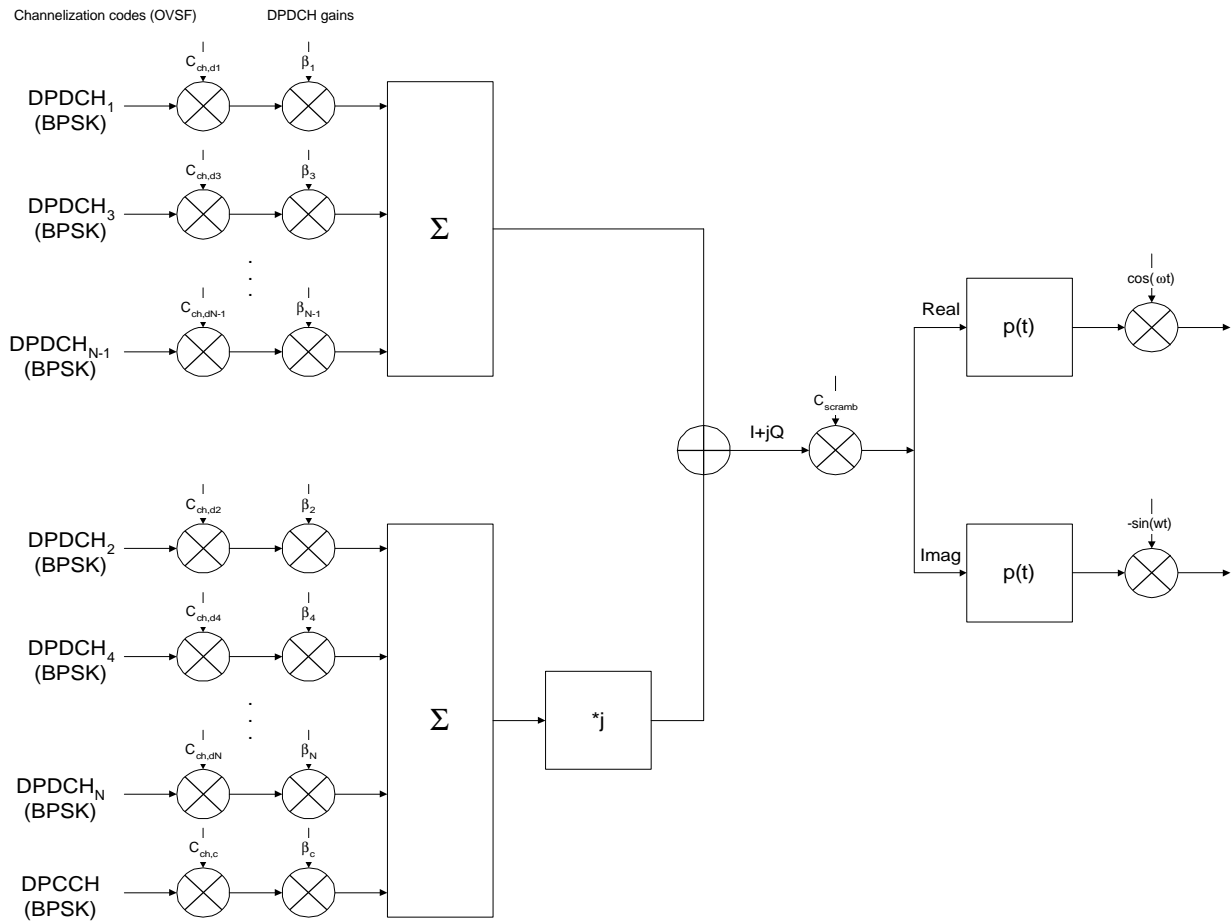 Channelization codes (OVSF) DPDCH gains
C_ch,d1 β_1
DPDCH_1
(BPSK)
C_ch,d3 β_3
DPDCH_3
(BPSK)
Σ
. . .
C_ch,dN-1 β_N-1
DPDCH_N-1
(BPSK)
cos(ωt)
Real
p(t)
C_scramb
I+jQ
C_ch,d2 β_2
DPDCH_2
(BPSK)
-sin(wt)
Imag
p(t)
C_ch,d4 β_4
DPDCH_4
(BPSK)
. . .
Σ
*j
C_ch,dN β_N
DPDCH_N
(BPSK)
C_ch,c β_c
DPCCH
(BPSK)